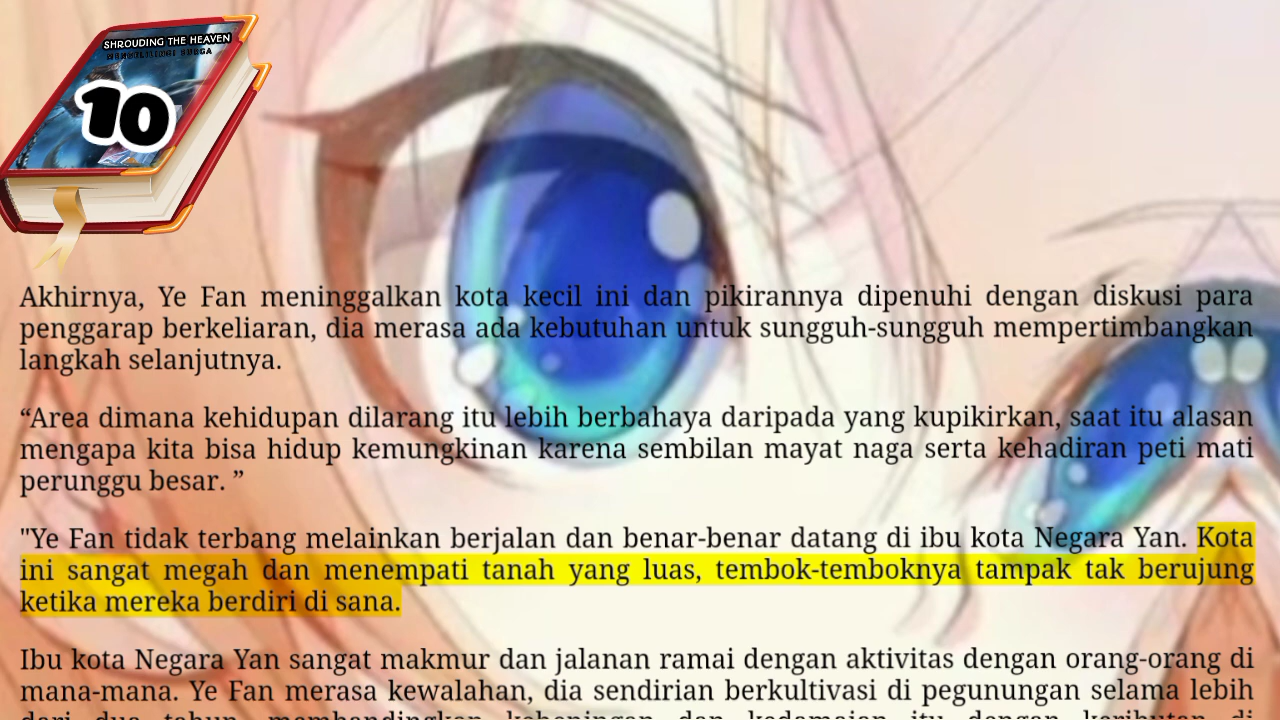 SHROUDING THE HEAVEN
10
Akhirnya, Ye Fan meninggalkan kota kecil ini dan pikirannya dipenuhi dengan diskusi para
penggarap berkeliaran, dia merasa ada kebutuhan untuk sungguh-sungguh mempertimbangkan
langkah selanjutnya.
“Area dimana kehidupan dilarang itu lebih berbahaya daripada yang kupikirkan, saat itu alasan
mengapa kita bisa hidup kemungkinan karena sembilan mayat naga serta kehadiran peti mati
perunggu besar. ”
"Ye Fan tidak terbang melainkan berjalan dan benar-benar datang di ibu kota Negara Yan. Kota
ini sangat megah dan menempati tanah yang luas, tembok-temboknya tampak tak berujung
ketika mereka berdiri di sana.
Ibu kota Negara Yan sangat makmur dan jalanan ramai dengan aktivitas dengan orang-orang di
mana-mana. Ye Fan merasa kewalahan, dia sendirian berkultivasi di pegunungan selama lebih